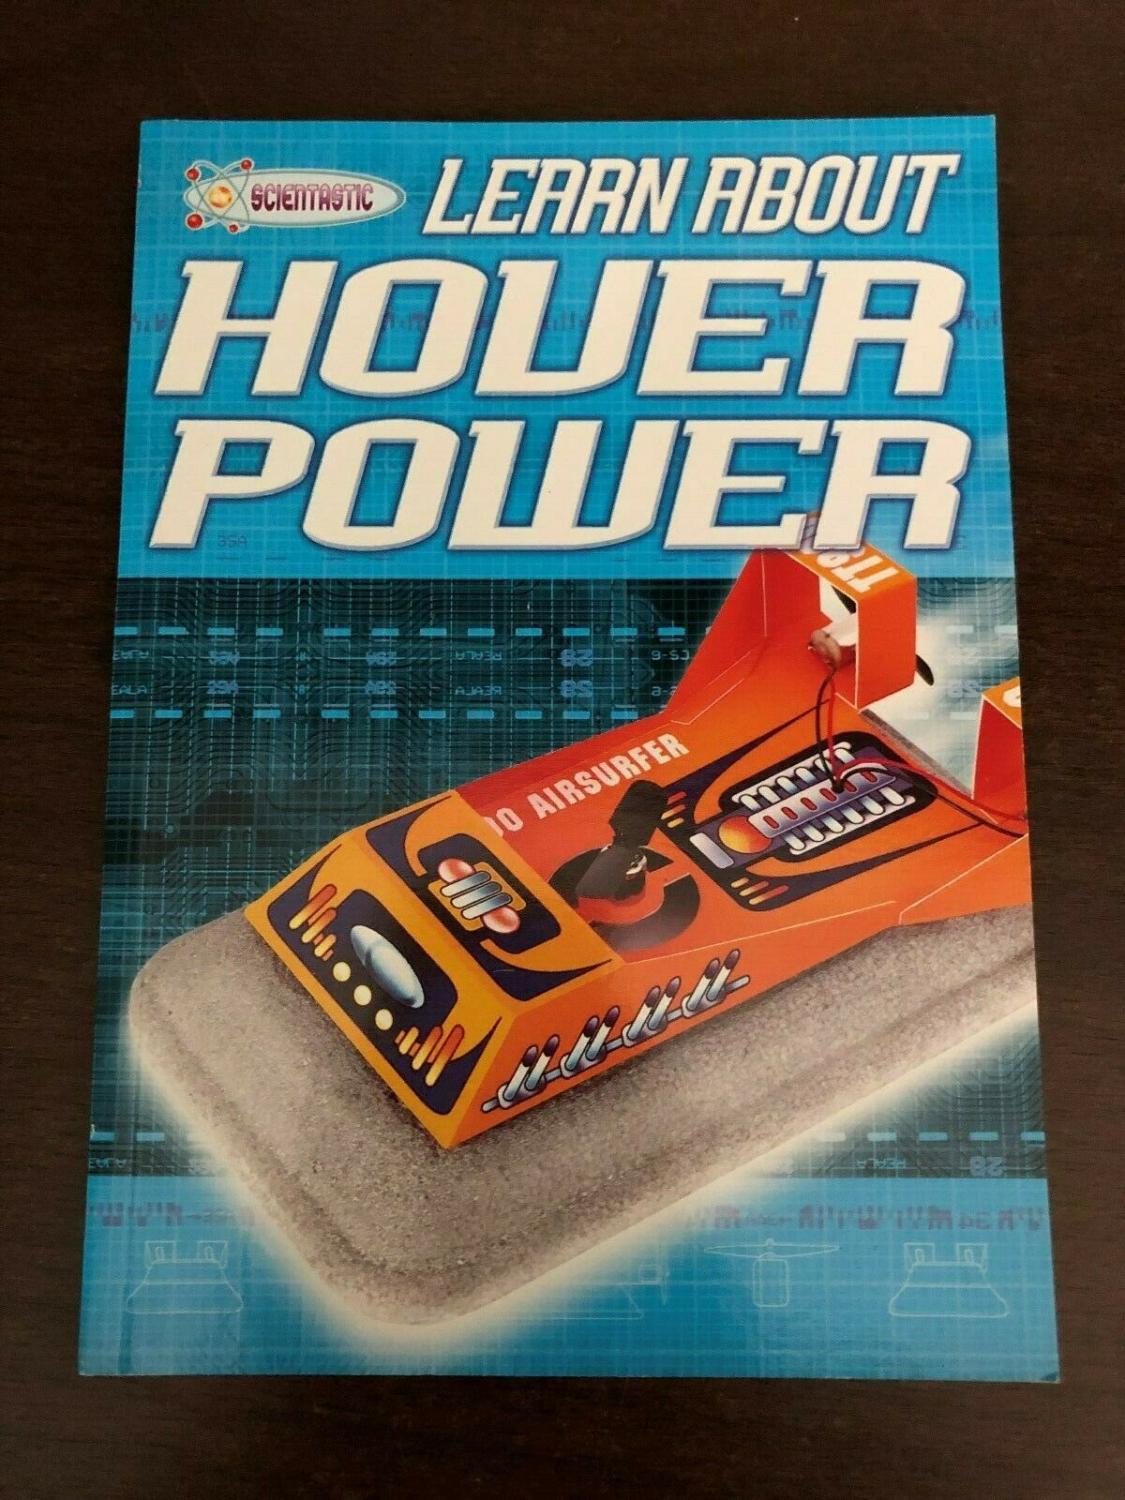 SCIENTASTIC
LEARN ABOUT
HOVER
POWER
AIRSURFER